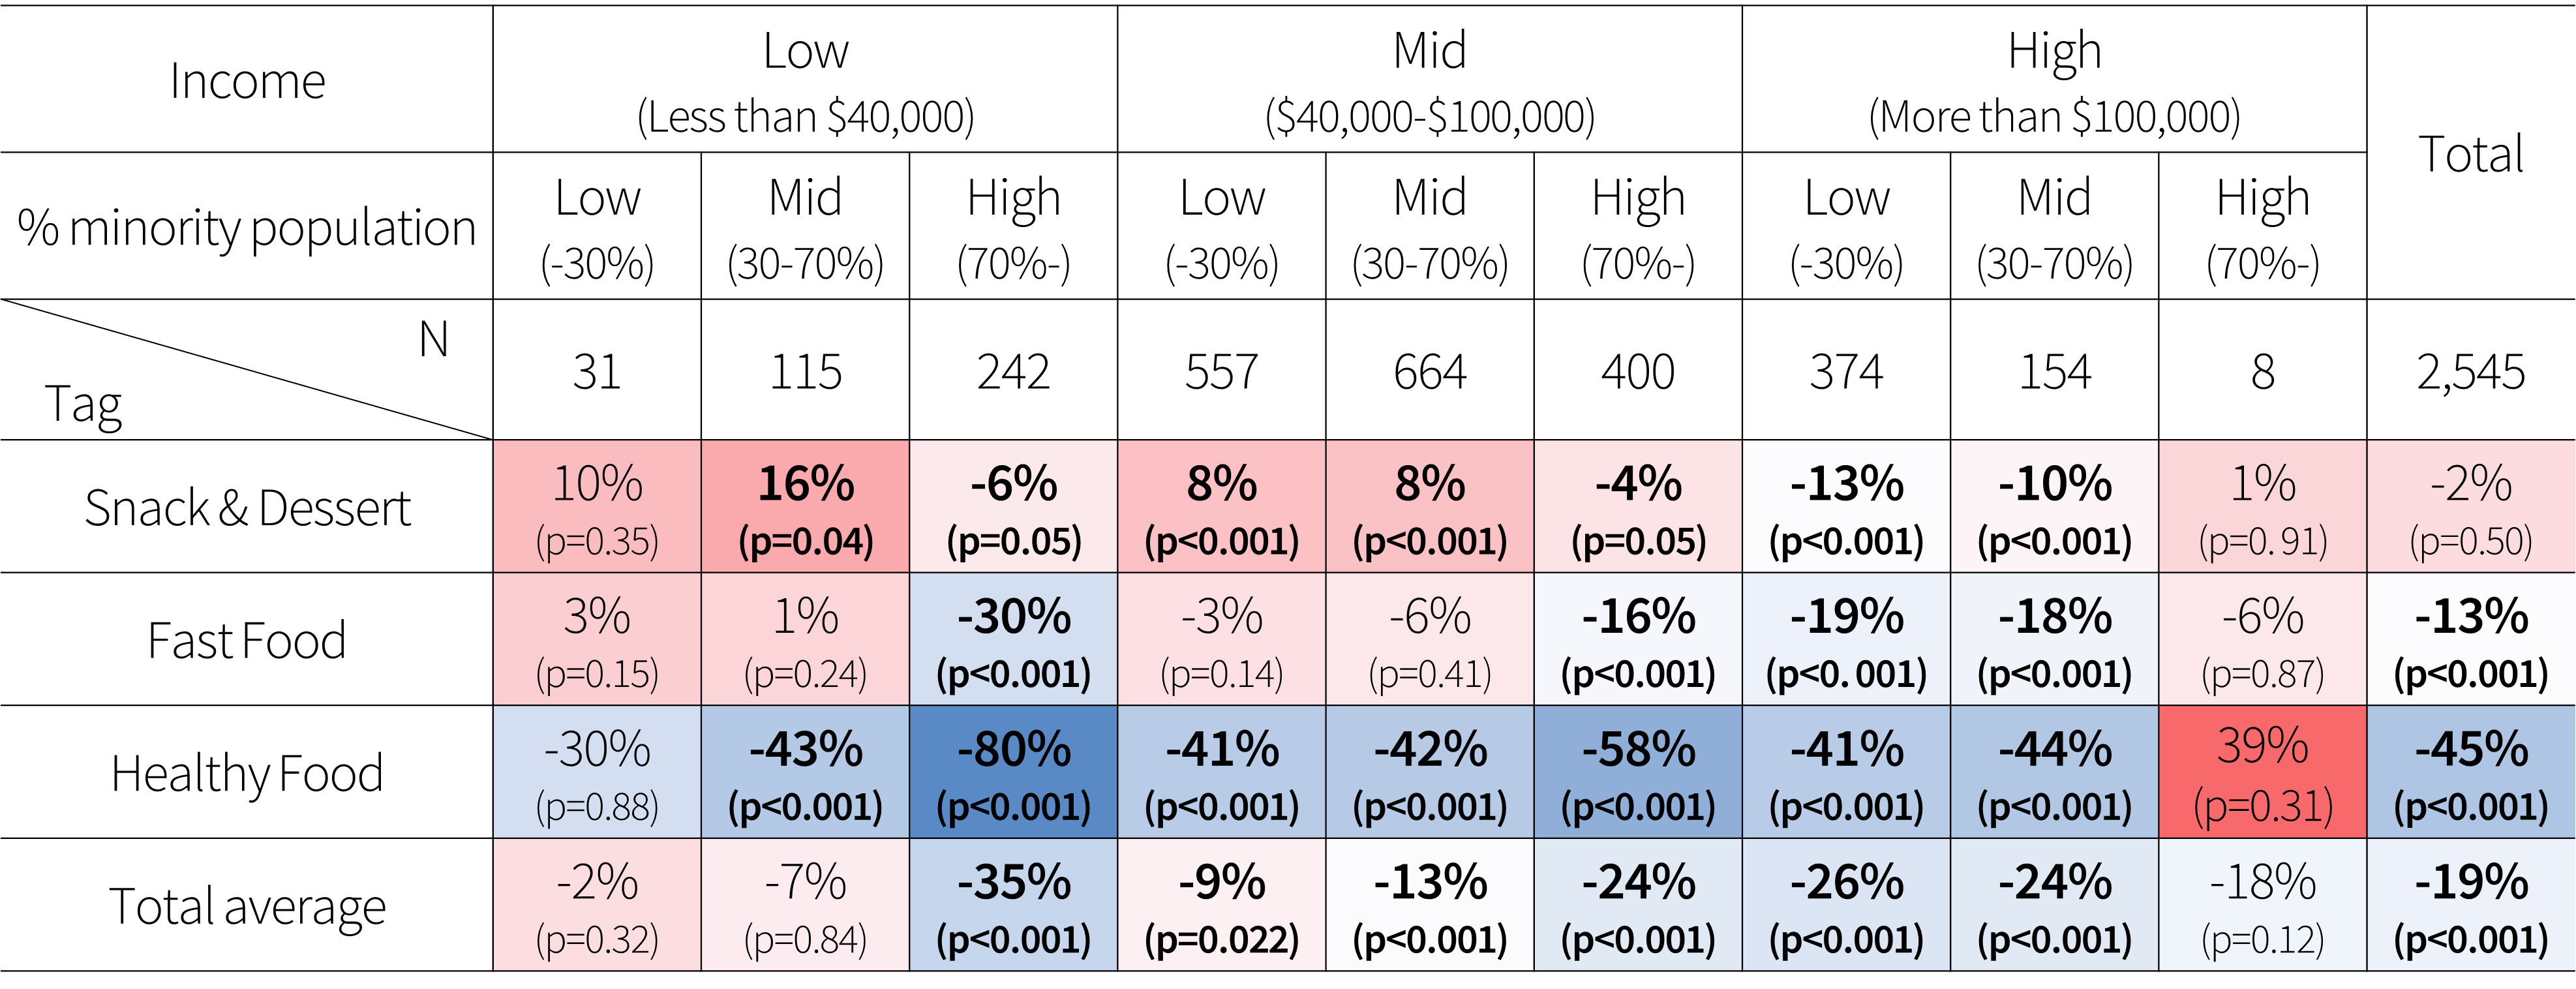 Income
Low
(Less than $40,000)
Mid
($40,000-$100,000)
High
(More than $100,000)
Total
% minority population
Low
(-30%)
Mid
(30-70%)
High
(70%-)
Low
(-30%)
Mid
(30-70%)
High
(70%-)
Low
(-30%)
Mid
(30-70%)
High
(70%-)
N
Tag
31
115
242
557
664
400
374
154
8
2,545
Snack & Dessert
10%
(p=0.35)
16%
(p=0.04)
-6%
(p=0.05)
8%
(p<0.001)
8%
(p<0.001)
-4%
(p=0.05)
-13%
(p<0.001)
-10%
(p<0.001)
1%
(p=0. 91)
-2%
(p=0.50)
Fast Food
3%
(p=0.15)
1%
(p=0.24)
-30%
(p<0.001)
-3%
(p=0.14)
-6%
(p=0.41)
-16%
(p<0.001)
-19%
(p<0. 001)
-18%
(p<0.001)
-6%
(p=0.87)
-13%
(p<0.001)
Healthy Food
-30%
(p=0.88)
-43%
(p<0.001)
-80%
(p<0.001)
-41%
(p<0.001)
-42%
(p<0.001)
-58%
(p<0.001)
-41%
(p<0.001)
-44%
(p<0.001)
39%
(p=0.31)
-45%
(p<0.001)
Total average
-2%
(p=0.32)
-7%
(p=0.84)
-35%
(p<0.001)
-9%
(p=0.022)
-13%
(p<0.001)
-24%
(p<0.001)
-26%
(p<0.001)
-24%
(p<0.001)
-18%
(p=0.12)
-19%
(p<0.001)